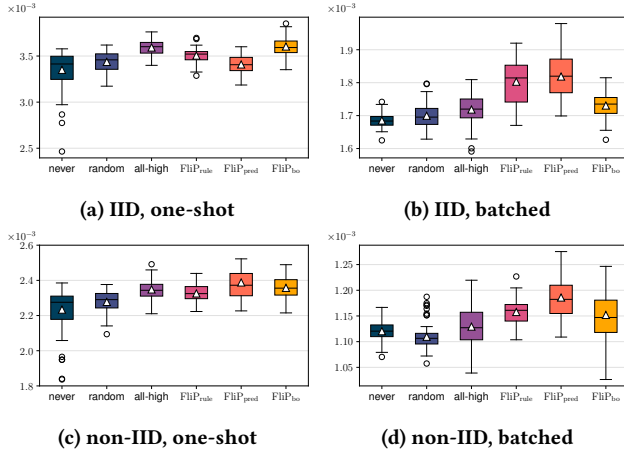 ×10⁻³ ×10⁻³
3.5 1.9
3.0 1.8
2.5 1.7
1.6
never random all-high FliP_rule FliP_pred FliP_bo never random all-high FliP_rule FliP_pred FliP_bo
(a) IID, one-shot (b) IID, batched
×10⁻³ ×10⁻³
2.6 1.25
2.4 1.20
2.2 1.15
2.0 1.10
1.8 1.05
never random all-high FliP_rule FliP_pred FliP_bo never random all-high FliP_rule FliP_pred FliP_bo
(c) non-IID, one-shot (d) non-IID, batched